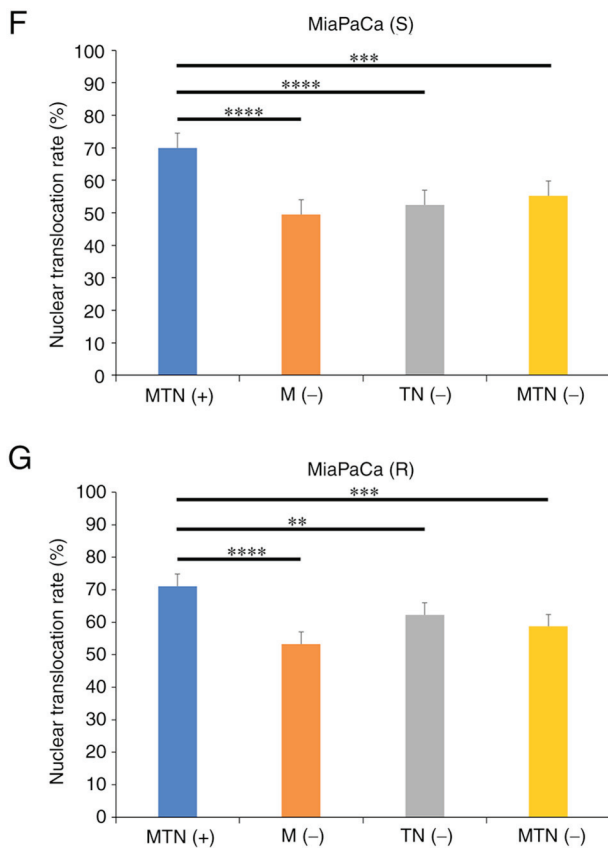 F
MiaPaCa (S)
Nuclear translocation rate (%)
100
90
80
70
60
50
40
30
20
10
0
***
****
****
MTN (+)
M (–)
TN (–)
MTN (–)
G
MiaPaCa (R)
Nuclear translocation rate (%)
100
90
80
70
60
50
40
30
20
10
0
***
**
****
MTN (+)
M (–)
TN (–)
MTN (–)